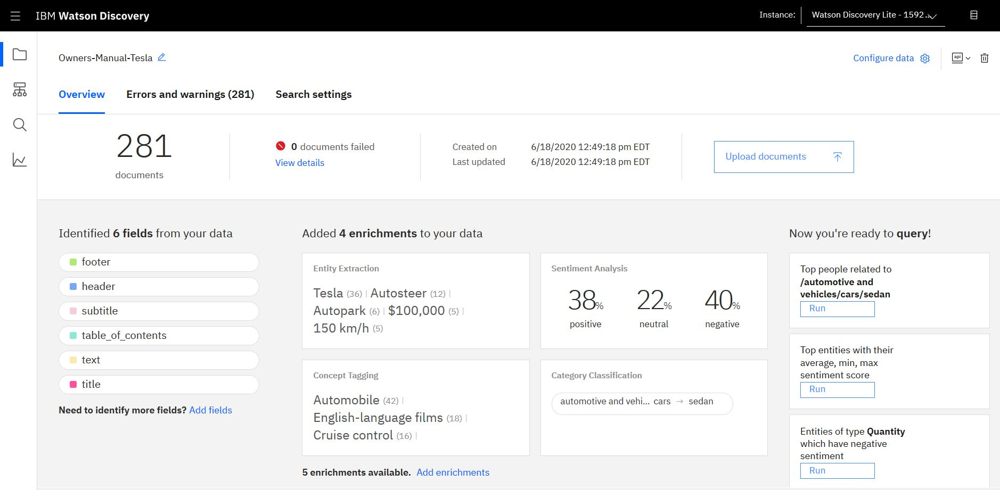 IBM Watson Discovery
Instance:
Watson Discovery Lite - 1592...
Owners-Manual-Tesla
Configure data
api
Overview
Errors and warnings (281)
Search settings
281
documents
0 documents failed
View details
Created on 6/18/2020 12:49:18 pm EDT
Last updated 6/18/2020 12:49:18 pm EDT
Upload documents
Identified 6 fields from your data
footer
header
subtitle
table_of_contents
text
title
Need to identify more fields? Add fields
Added 4 enrichments to your data
Entity Extraction
Tesla (36) | Autosteer (12) |
Autopark (6) | $100,000 (5) |
150 km/h (5)
Sentiment Analysis
38% 22% 40%
positive neutral negative
Concept Tagging
Automobile (42) |
English-language films (18) |
Cruise control (16) |
Category Classification
automotive and vehi... cars → sedan
5 enrichments available. Add enrichments
Now you're ready to query!
Top people related to
/automotive and
vehicles/cars/sedan
Run
Top entities with their
average, min, max
sentiment score
Run
Entities of type Quantity
which have negative
sentiment
Run